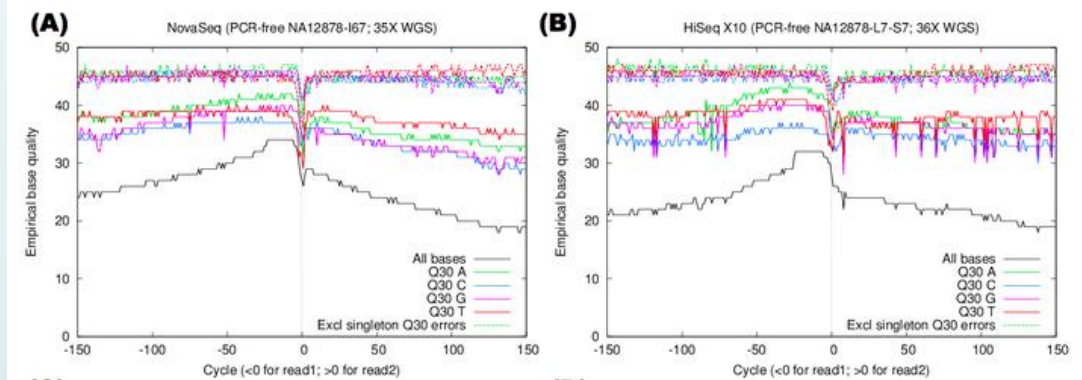 (A)
NovaSeq (PCR-free NA12878-I67; 35X WGS)
50
40
30
20
10
0
Empirical base quality
All bases
Q30 A
Q30 C
Q30 G
Q30 T
Excl singleton Q30 errors
-150 -100 -50 0 50 100 150
Cycle (<0 for read1; >0 for read2)
(B)
HiSeq X10 (PCR-free NA12878-L7-S7; 36X WGS)
50
40
30
20
10
0
Empirical base quality
All bases
Q30 A
Q30 C
Q30 G
Q30 T
Excl singleton Q30 errors
-150 -100 -50 0 50 100 150
Cycle (<0 for read1; >0 for read2)